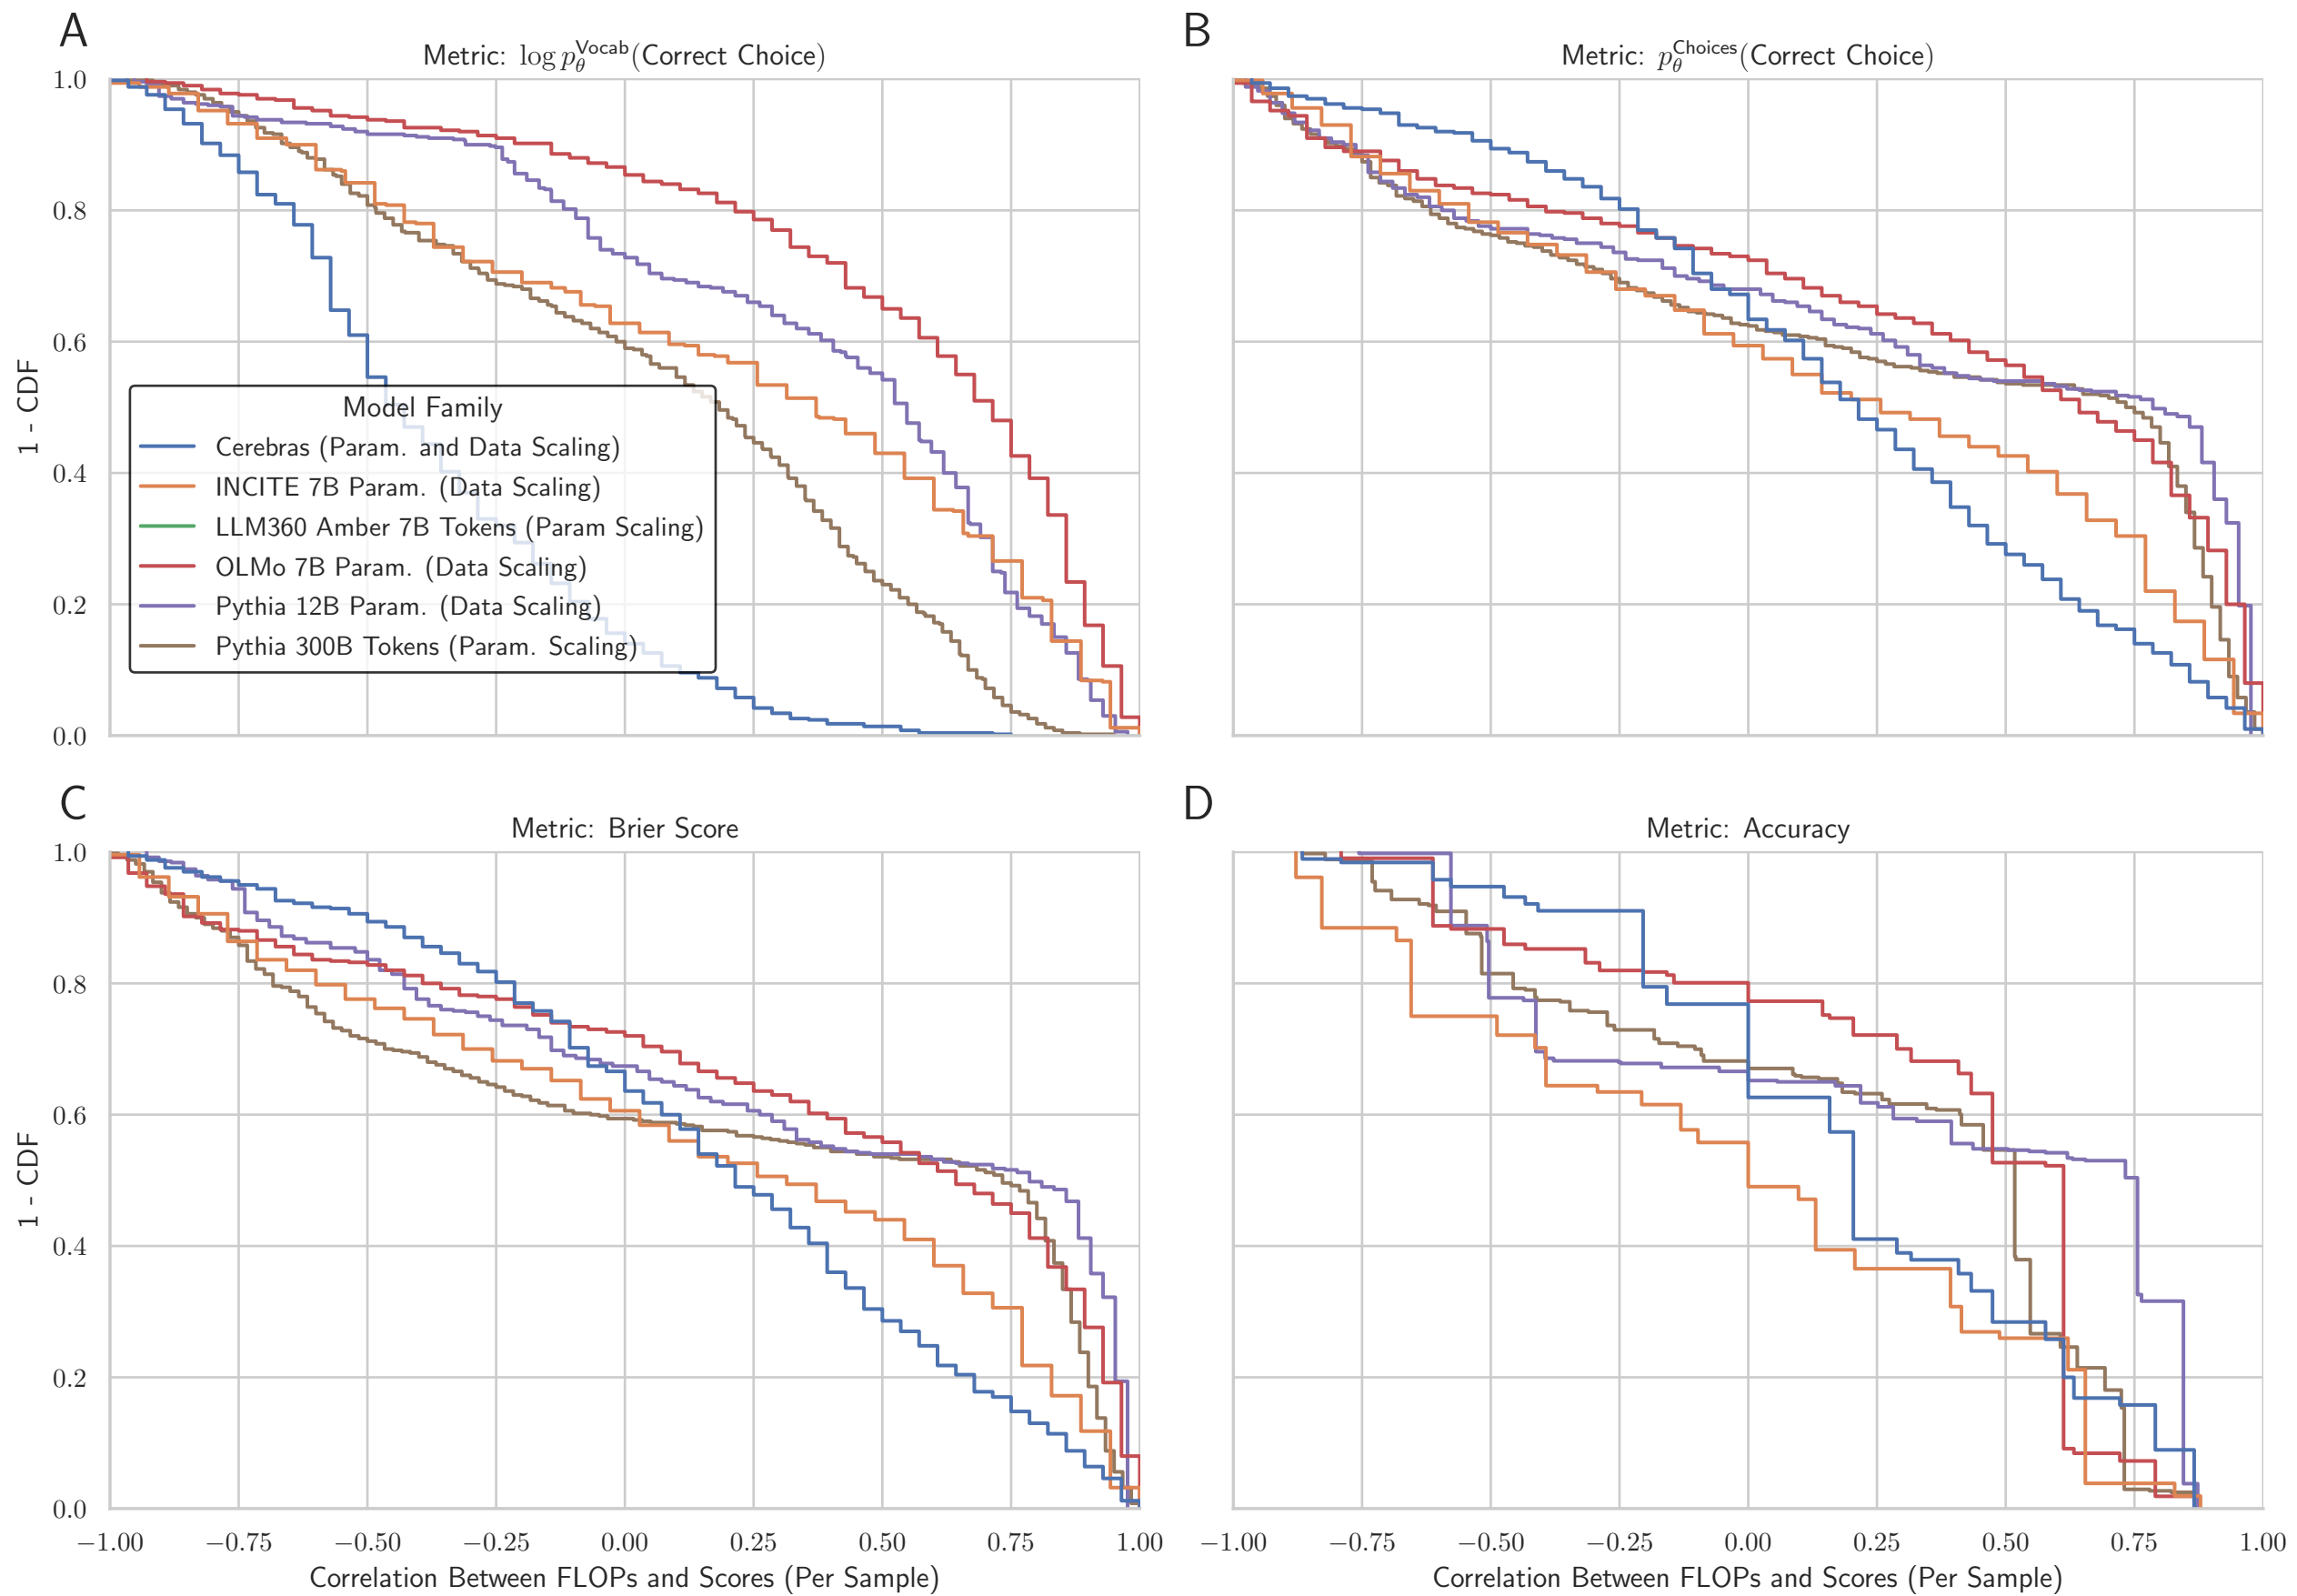 A
Metric: log p_θ^Vocab(Correct Choice)
1.0
0.8
0.6
0.4
0.2
0.0
1 - CDF
Model Family
Cerebras (Param. and Data Scaling)
INCITE 7B Param. (Data Scaling)
LLM360 Amber 7B Tokens (Param Scaling)
OLMo 7B Param. (Data Scaling)
Pythia 12B Param. (Data Scaling)
Pythia 300B Tokens (Param. Scaling)
B
Metric: p_θ^Choices(Correct Choice)
C
Metric: Brier Score
1.0
0.8
0.6
0.4
0.2
0.0
1 - CDF
−1.00 −0.75 −0.50 −0.25 0.00 0.25 0.50 0.75 1.00
Correlation Between FLOPs and Scores (Per Sample)
D
Metric: Accuracy
−1.00 −0.75 −0.50 −0.25 0.00 0.25 0.50 0.75 1.00
Correlation Between FLOPs and Scores (Per Sample)